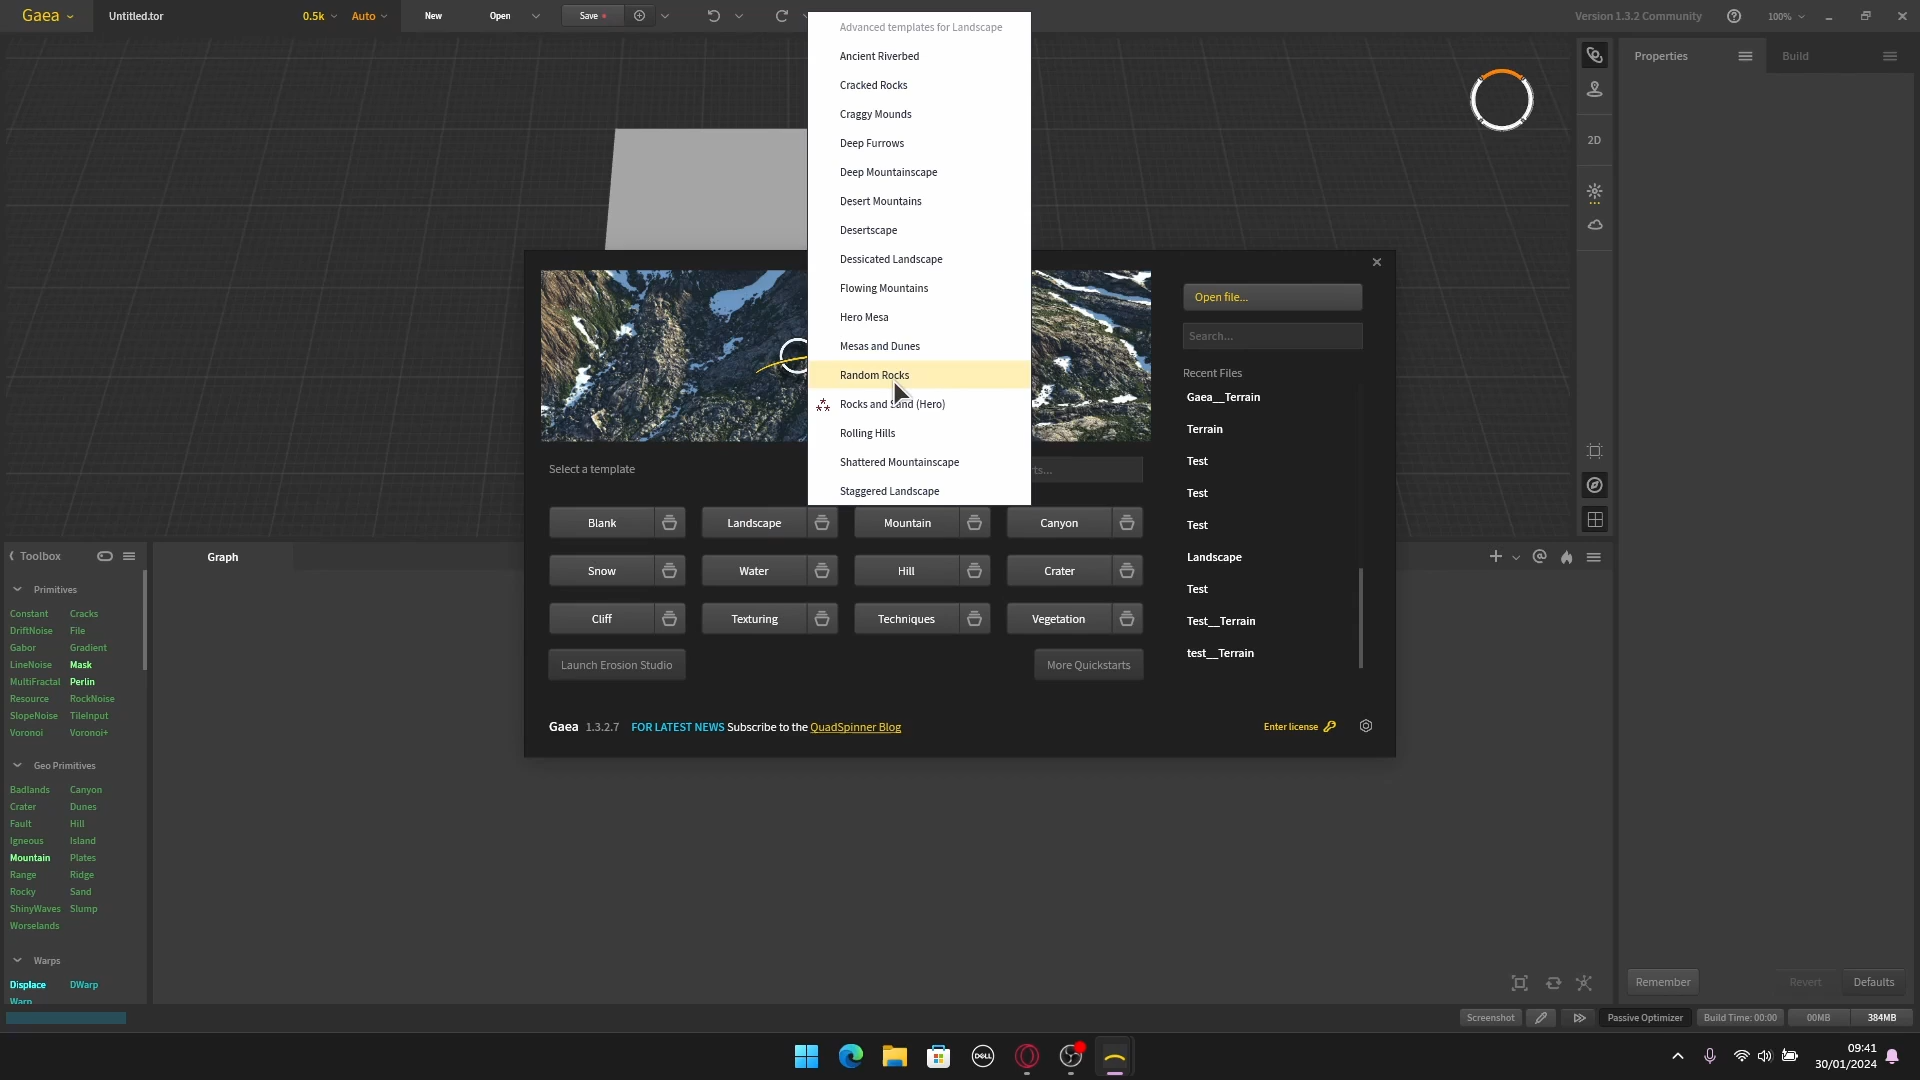 Gaea
Untitled.tor
0.5k
Auto
New
Open
Save
Version 1.3.2 Community
100%
Advanced templates for Landscape
Ancient Riverbed
Cracked Rocks
Craggy Mounds
Deep Furrows
Deep Mountainscape
Desert Mountains
Desertscape
Dessicated Landscape
Flowing Mountains
Hero Mesa
Mesas and Dunes
Random Rocks
Rocks and Sand (Hero)
Rolling Hills
Shattered Mountainscape
Staggered Landscape
2D
Properties
Build
Open file...
Search...
Recent Files
Gaea__Terrain
Terrain
Test
Test
Test
Landscape
Test
Test__Terrain
test__Terrain
Select a template
Blank
Landscape
Mountain
Canyon
Snow
Water
Hill
Crater
Cliff
Texturing
Techniques
Vegetation
Launch Erosion Studio
More Quickstarts
Gaea 1.3.2.7 FOR LATEST NEWS Subscribe to the QuadSpinner Blog
Enter license
Toolbox
Graph
Primitives
Constant Cracks
DriftNoise File
Gabor Gradient
LineNoise Mask
MultiFractal Perlin
Resource RockNoise
SlopeNoise TileInput
Voronoi Voronoi+
Geo Primitives
Badlands Canyon
Crater Dunes
Fault Hill
Igneous Island
Mountain Plates
Range Ridge
Rocky Sand
ShinyWaves Slump
Worselands
Warps
Displace DWarp
Warp
Remember
Revert
Defaults
Screenshot
Passive Optimizer
Build Time: 00:00
00MB
384MB
DELL
09:41
30/01/2024